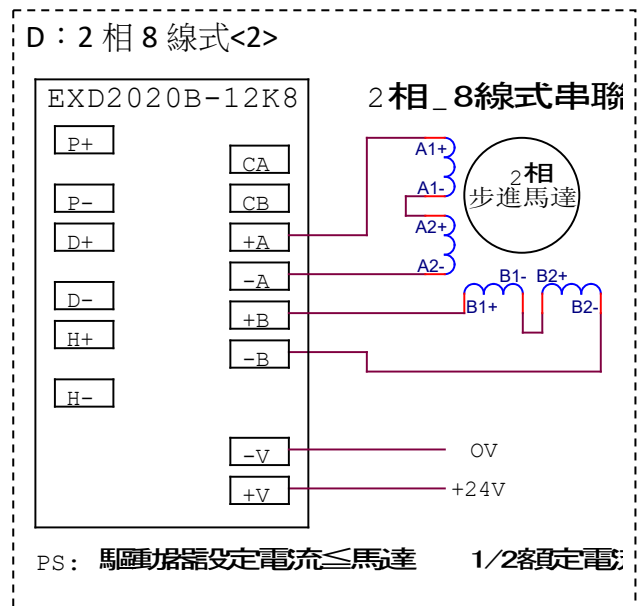 D：2 相 8 線式<2>
EXD2020B-12K8
2相_8線式串聯
P+
CA
P-
CB
D+
+A
-A
D-
+B
H+
-B
H-
-V
+V
A1+
A1-
A2+
A2-
2相
步進馬達
B1- B2+
B1+
B2-
0V
+24V
PS: 驅動器設定電流≦馬達 1/2額定電流